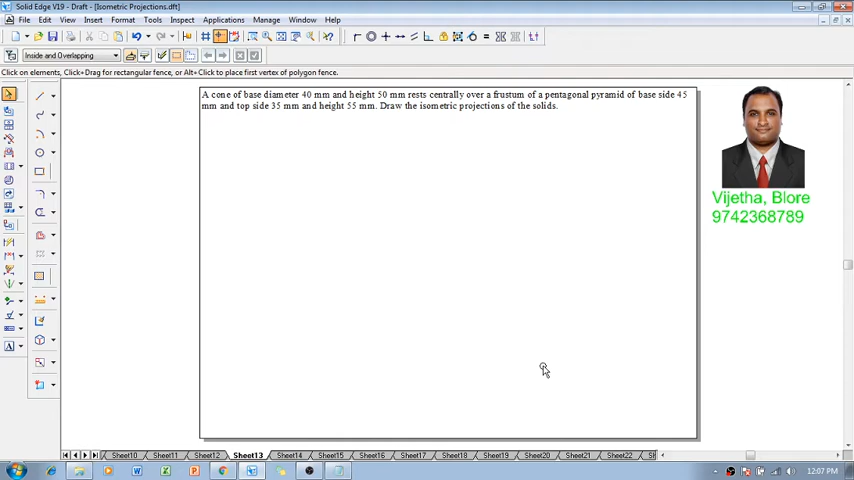 Solid Edge V19 - Draft - [Isometric Projections.dft]
File Edit View Insert Format Tools Inspect Applications Manage Window Help
Inside and Overlapping
Click on elements, Click+Drag for rectangular fence, or Alt+Click to place first vertex of polygon fence.
A cone of base diameter 40 mm and height 50 mm rests centrally over a frustum of a pentagonal pyramid of base side 45
mm and top side 35 mm and height 55 mm. Draw the isometric projections of the solids.
Vijetha, Blore
9742368789
Sheet10 Sheet11 Sheet12 Sheet13 Sheet14 Sheet15 Sheet16 Sheet17 Sheet18 Sheet19 Sheet20 Sheet21 Sheet22 Sh
12:07 PM